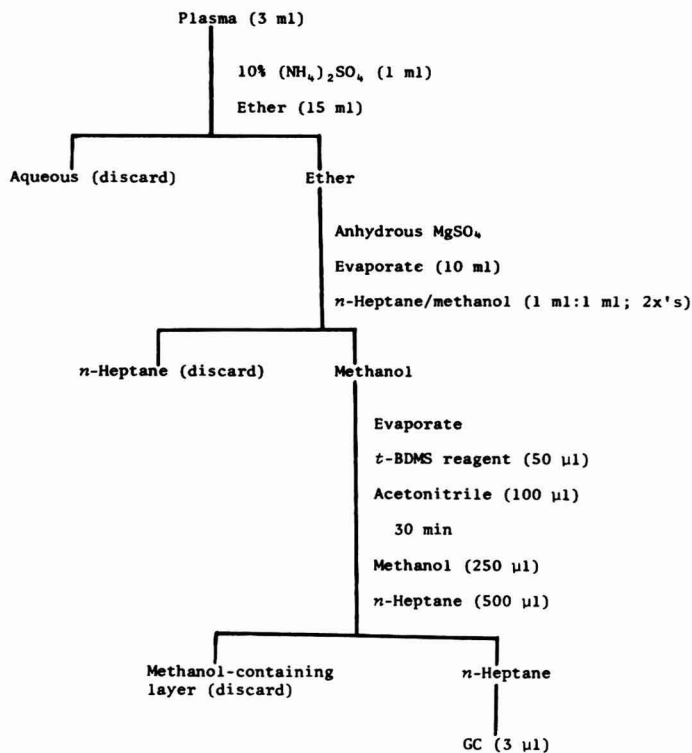 Plasma (3 ml)
10% (NH₄)₂SO₄ (1 ml)
Ether (15 ml)
Aqueous (discard)
Ether
Anhydrous MgSO₄
Evaporate (10 ml)
n-Heptane/methanol (1 ml:1 ml; 2x's)
n-Heptane (discard)
Methanol
Evaporate
t-BDMS reagent (50 µl)
Acetonitrile (100 µl)
30 min
Methanol (250 µl)
n-Heptane (500 µl)
Methanol-containing
layer (discard)
n-Heptane
GC (3 µl)